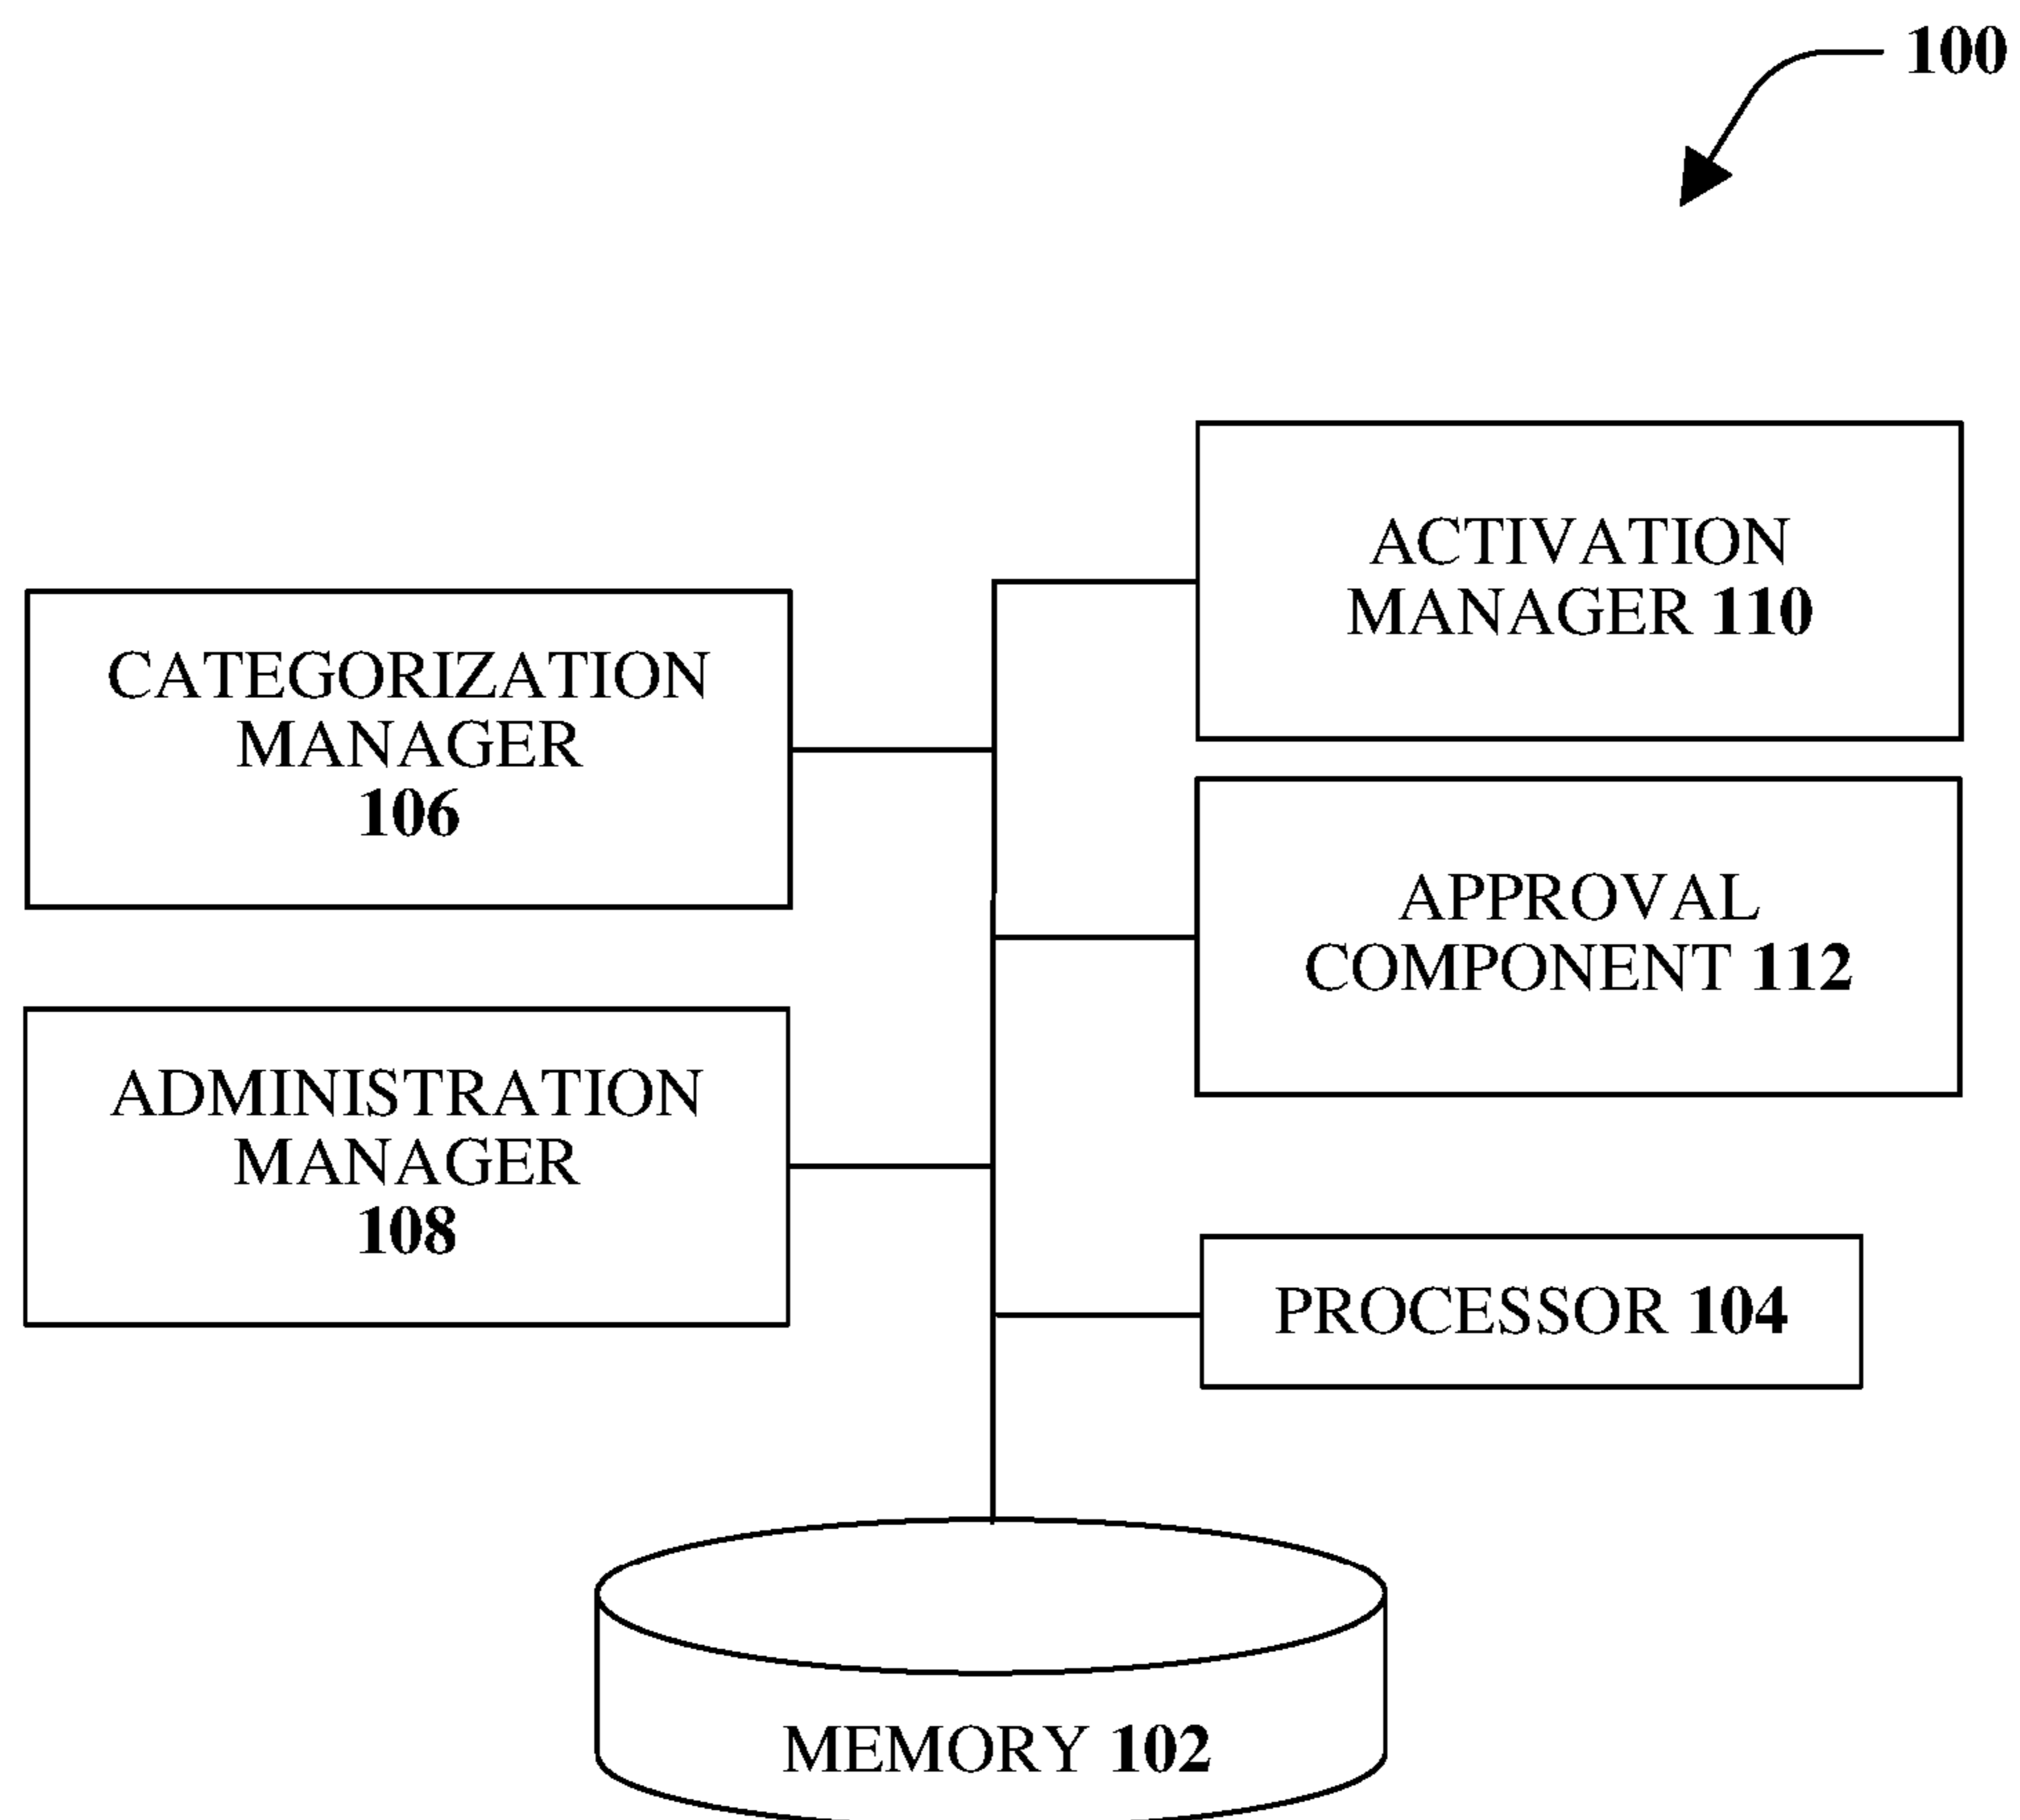 100
ACTIVATION
MANAGER 110
CATEGORIZATION
MANAGER
106
APPROVAL
COMPONENT 112
ADMINISTRATION
MANAGER
108
PROCESSOR 104
MEMORY 102